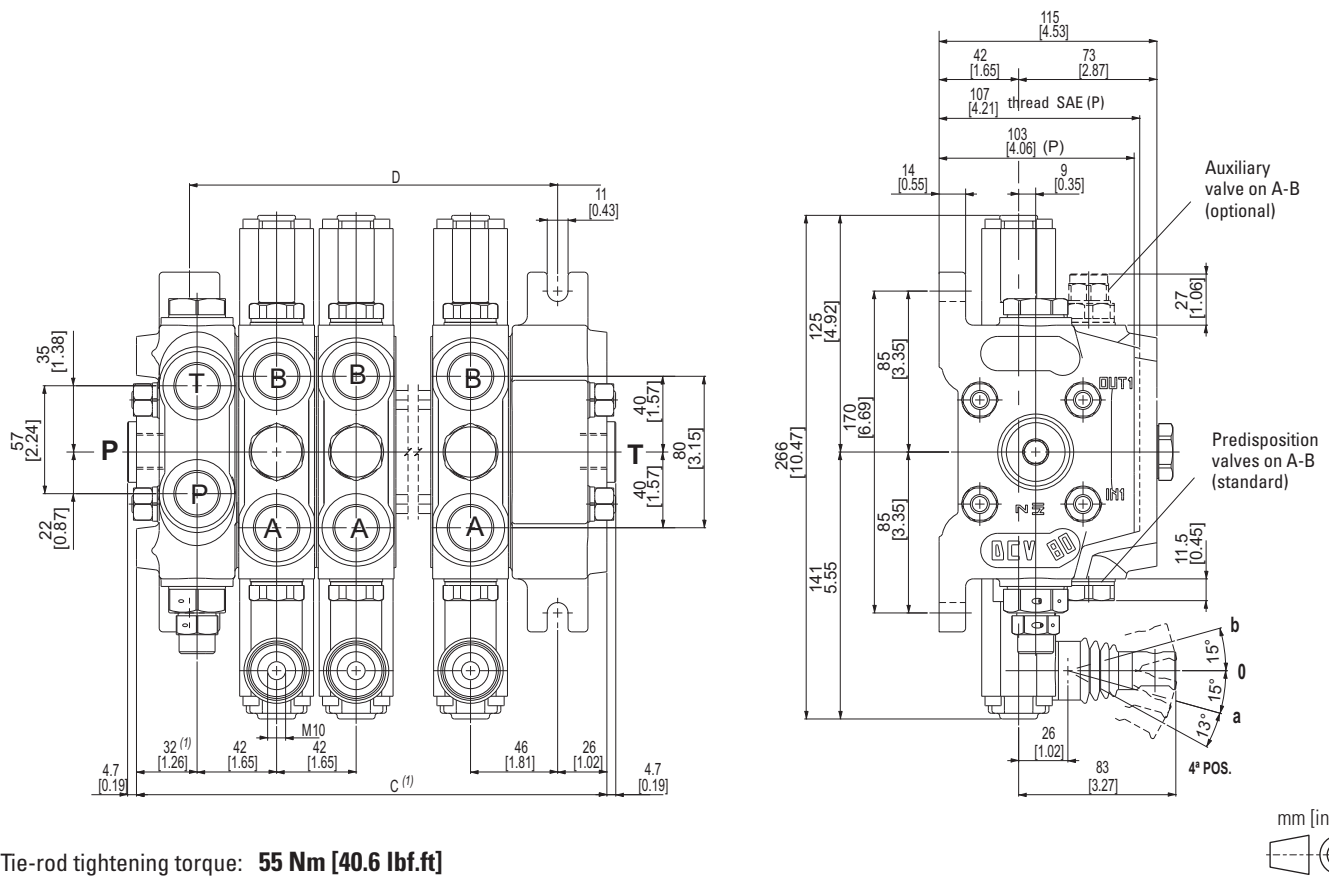 D
11
[0.43]
35
[1.38]
57
[2.24]
22
[0.87]
P
T
B
B
B
P
A
A
A
T
40
[1.57]
40
[1.57]
80
[3.15]
M10
32 (1)
[1.26]
42
[1.65]
42
[1.65]
46
[1.81]
26
[1.02]
4.7
[0.19]
C (1)
4.7
[0.19]
115
[4.53]
42
[1.65]
73
[2.87]
107
[4.21]
thread SAE (P)
103
[4.06] (P)
14
[0.55]
9
[0.35]
Auxiliary
valve on A-B
(optional)
27
[1.06]
125
[4.92]
85
[3.35]
170
[6.69]
266
[10.47]
OUT1
Predisposition
valves on A-B
(standard)
85
[3.35]
IN1
DCV 80
11.5
[0.45]
141
5.55
b
15°
0
15°
a
13°
4ª POS.
26
[1.02]
83
[3.27]
mm [in
Tie-rod tightening torque: 55 Nm [40.6 lbf.ft]